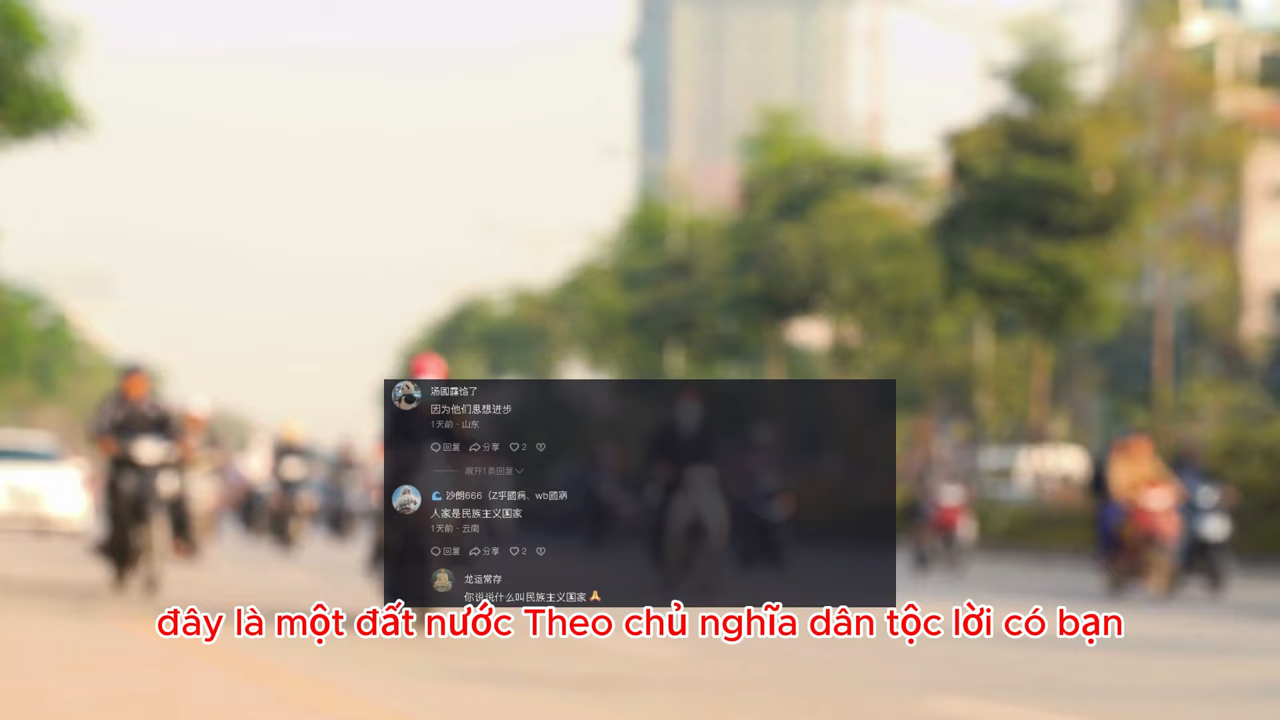 汤圆露馅了
因为他们思想进步
1天前 · 山东
回复 分享 2
展开1条回复
🌊 沙朗666（Z乎圆病、wb圆病
人家是民族主义国家
1天前 · 云南
回复 分享 2
龙运常存
你说说什么叫民族主义国家🙏
đây là một đất nước Theo chủ nghĩa dân tộc lời có bạn